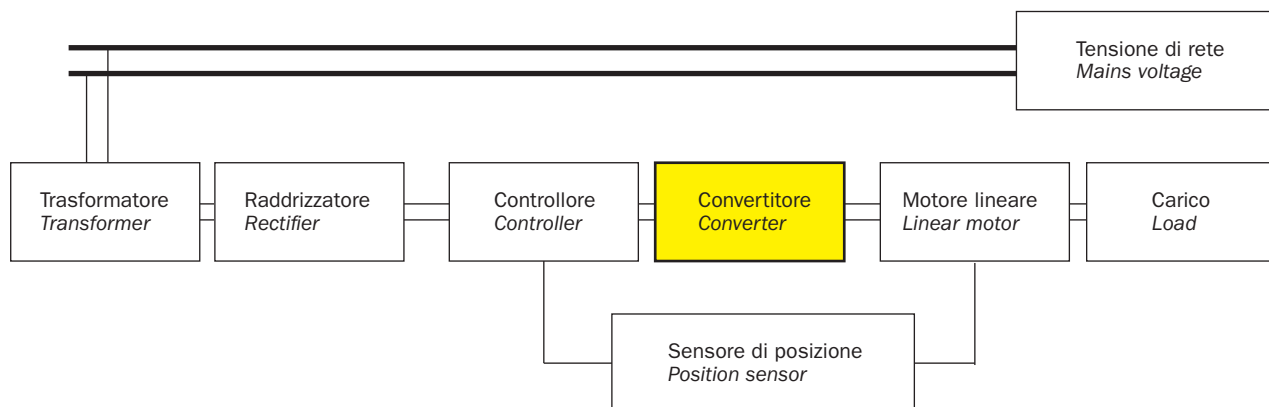 Tensione di rete
Mains voltage
Trasformatore
Transformer
Raddrizzatore
Rectifier
Controllore
Controller
Convertitore
Converter
Motore lineare
Linear motor
Carico
Load
Sensore di posizione
Position sensor